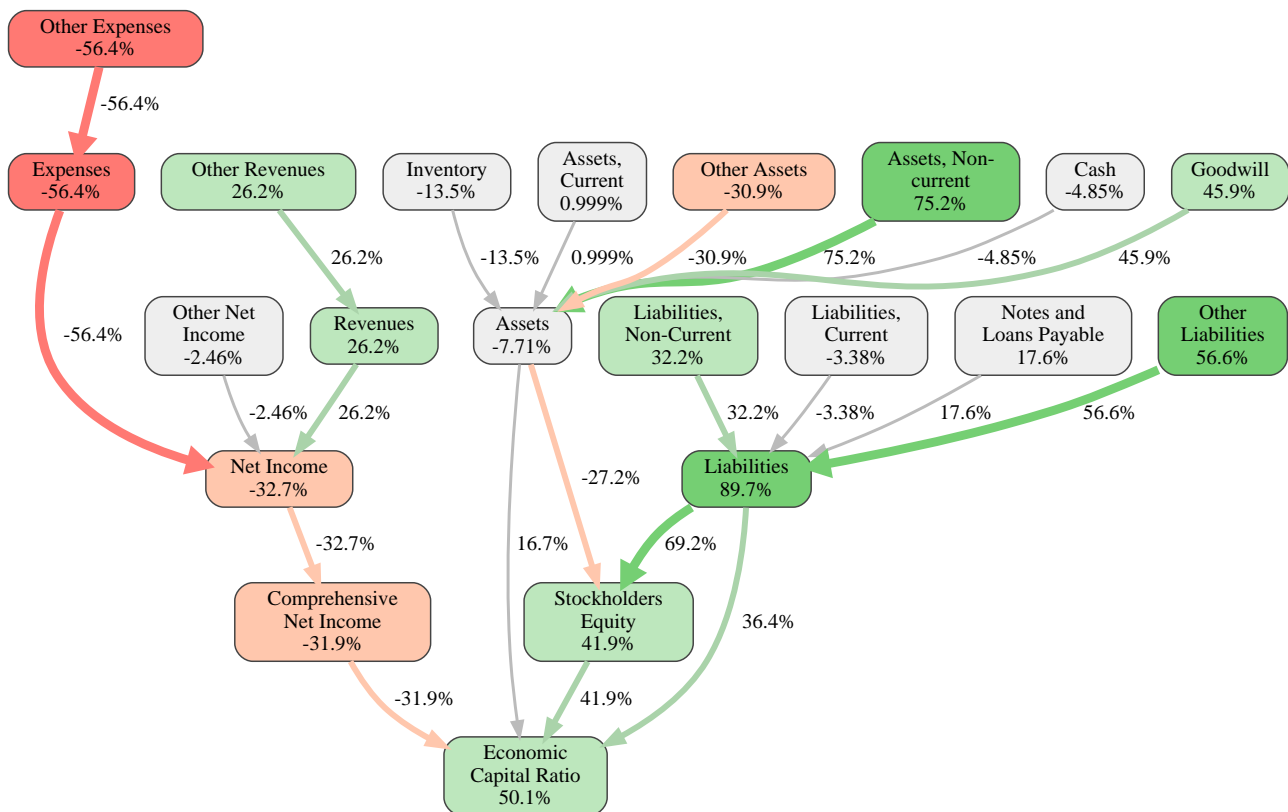 Other Expenses
-56.4%
-56.4%
Expenses
-56.4%
Other Revenues
26.2%
Inventory
-13.5%
Assets,
Current
0.999%
Other Assets
-30.9%
Assets, Non-
current
75.2%
Cash
-4.85%
Goodwill
45.9%
26.2%
-13.5%
0.999%
-30.9%
75.2%
-4.85%
45.9%
-56.4%
Other Net
Income
-2.46%
Revenues
26.2%
Assets
-7.71%
Liabilities,
Non-Current
32.2%
Liabilities,
Current
-3.38%
Notes and
Loans Payable
17.6%
Other
Liabilities
56.6%
-2.46%
26.2%
32.2%
-3.38%
17.6%
56.6%
Net Income
-32.7%
-27.2%
Liabilities
89.7%
-32.7%
16.7%
69.2%
Comprehensive
Net Income
-31.9%
Stockholders
Equity
41.9%
36.4%
-31.9%
41.9%
Economic
Capital Ratio
50.1%